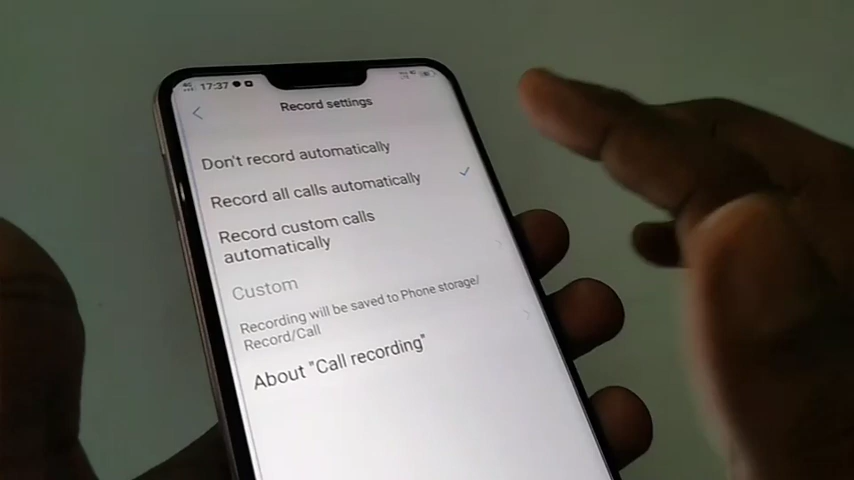 17:37
Record settings
Don't record automatically
Record all calls automatically
Record custom calls
automatically
Custom
Recording will be saved to Phone storage/
Record/Call
About "Call recording"